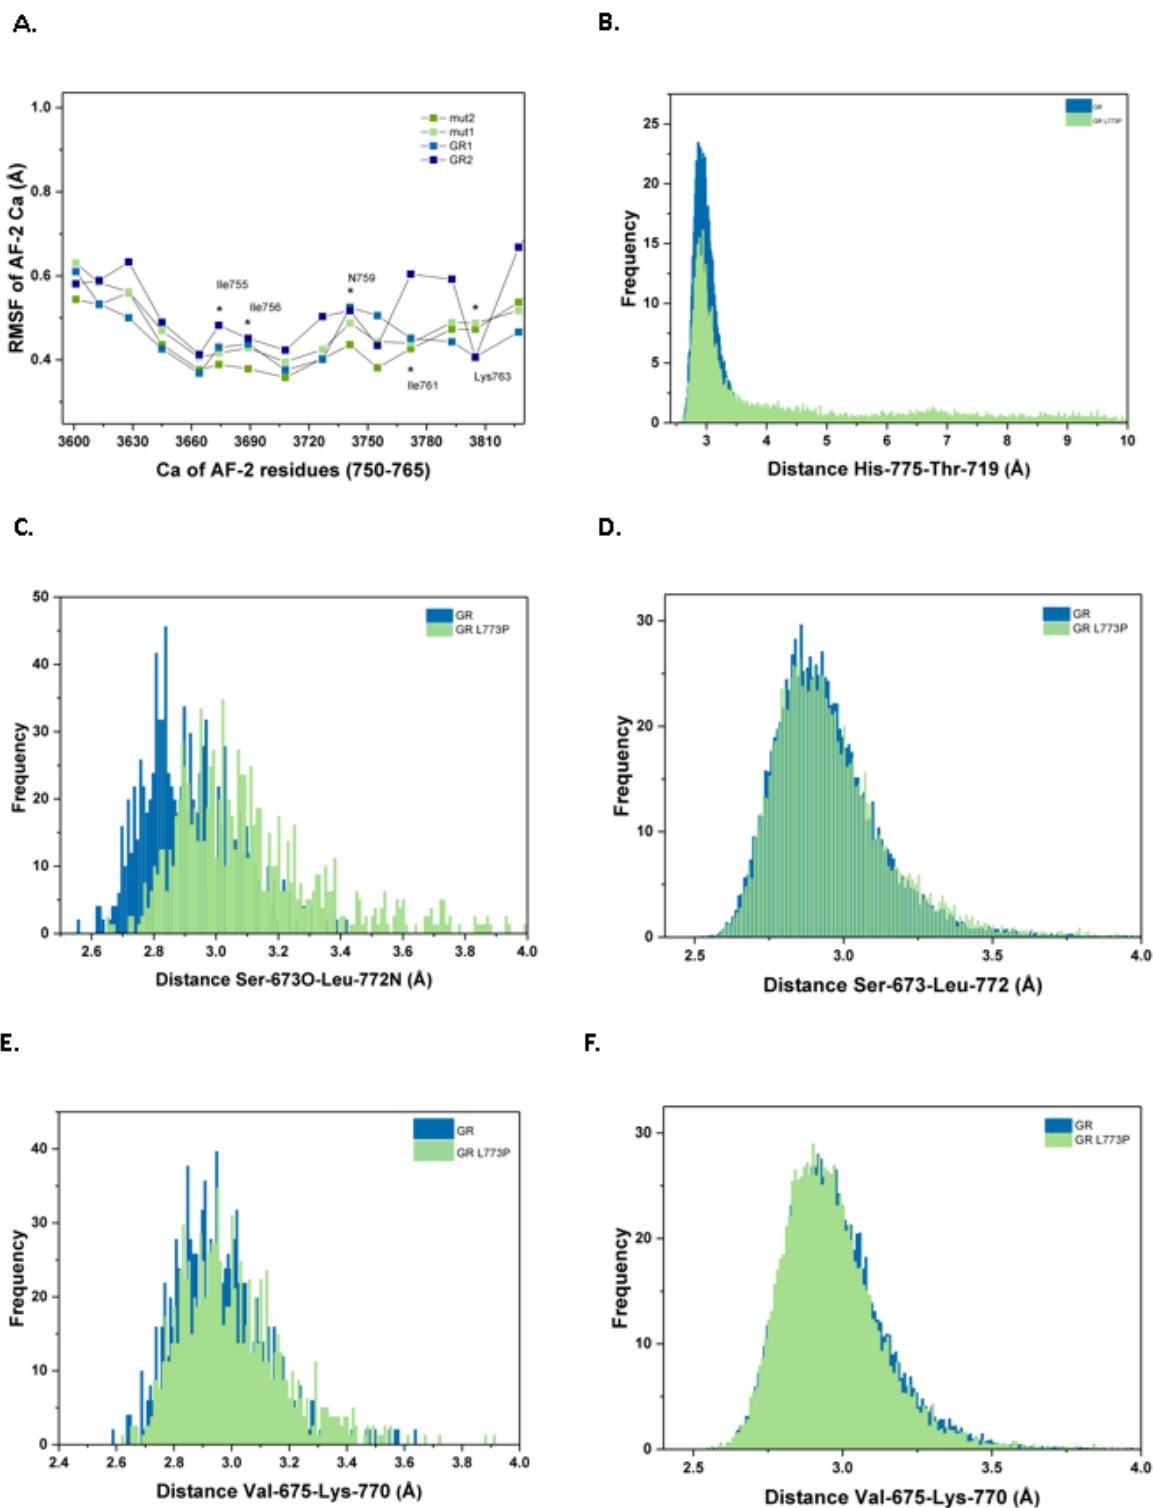 A.
B.
1.0
0.8
0.6
0.4
RMSF of AF-2 Ca (Å)
mut2
mut1
GR1
GR2
Ile755
*
Ile756
*
N759
*
*
Ile761
*
Lys763
3600 3630 3660 3690 3720 3750 3780 3810
Ca of AF-2 residues (750-765)
25
20
15
10
5
0
Frequency
GR
GR L773P
3 4 5 6 7 8 9 10
Distance His-775-Thr-719 (Å)
C.
D.
50
40
30
20
10
0
Frequency
GR
GR L773P
2.6 2.8 3.0 3.2 3.4 3.6 3.8 4.0
Distance Ser-673O-Leu-772N (Å)
30
20
10
0
Frequency
GR
GR L773P
2.5 3.0 3.5 4.0
Distance Ser-673-Leu-772 (Å)
E.
F.
40
30
20
10
0
Frequency
GR
GR L773P
2.4 2.6 2.8 3.0 3.2 3.4 3.6 3.8 4.0
Distance Val-675-Lys-770 (Å)
30
20
10
0
Frequency
GR
GR L773P
2.5 3.0 3.5 4.0
Distance Val-675-Lys-770 (Å)